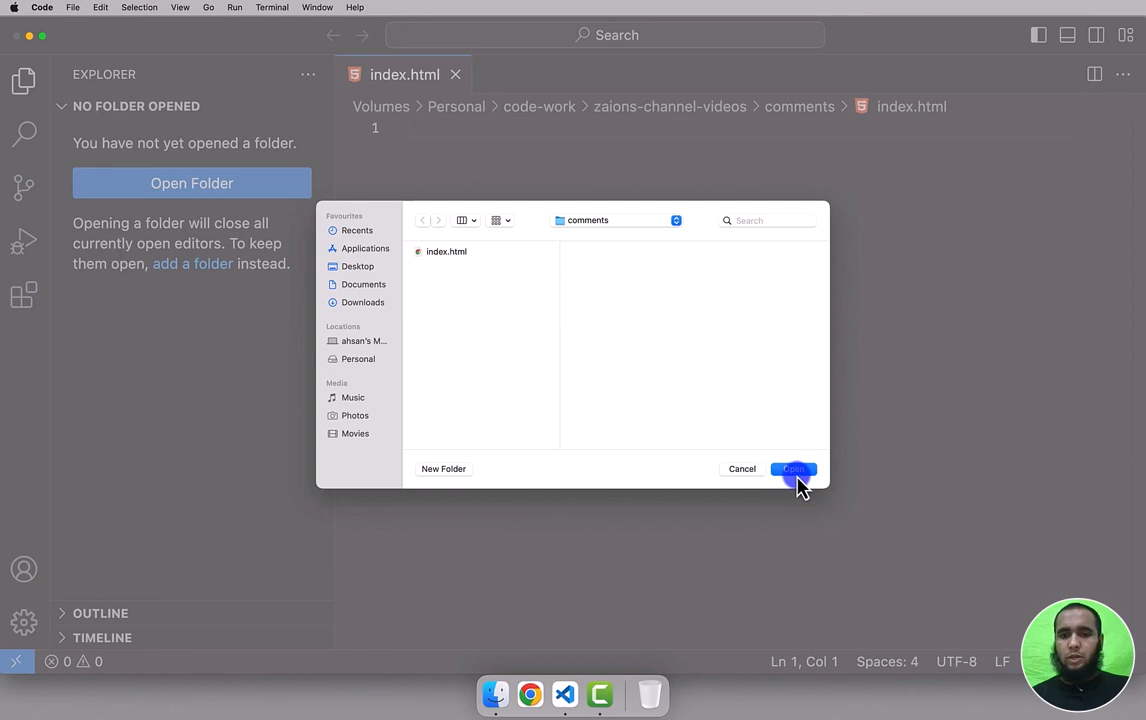 Code File Edit Selection View Go Run Terminal Window Help
Search
EXPLORER
index.html
NO FOLDER OPENED
Volumes > Personal > code-work > zaions-channel-videos > comments > index.html
1
You have not yet opened a folder.
Open Folder
Opening a folder will close all
currently open editors. To keep
them open, add a folder instead.
Favourites
Recents
Applications
Desktop
Documents
Downloads
Locations
ahsan's M...
Personal
Media
Music
Photos
Movies
comments
Search
index.html
New Folder
Cancel
Open
OUTLINE
TIMELINE
0 0
Ln 1, Col 1 Spaces: 4 UTF-8 LF